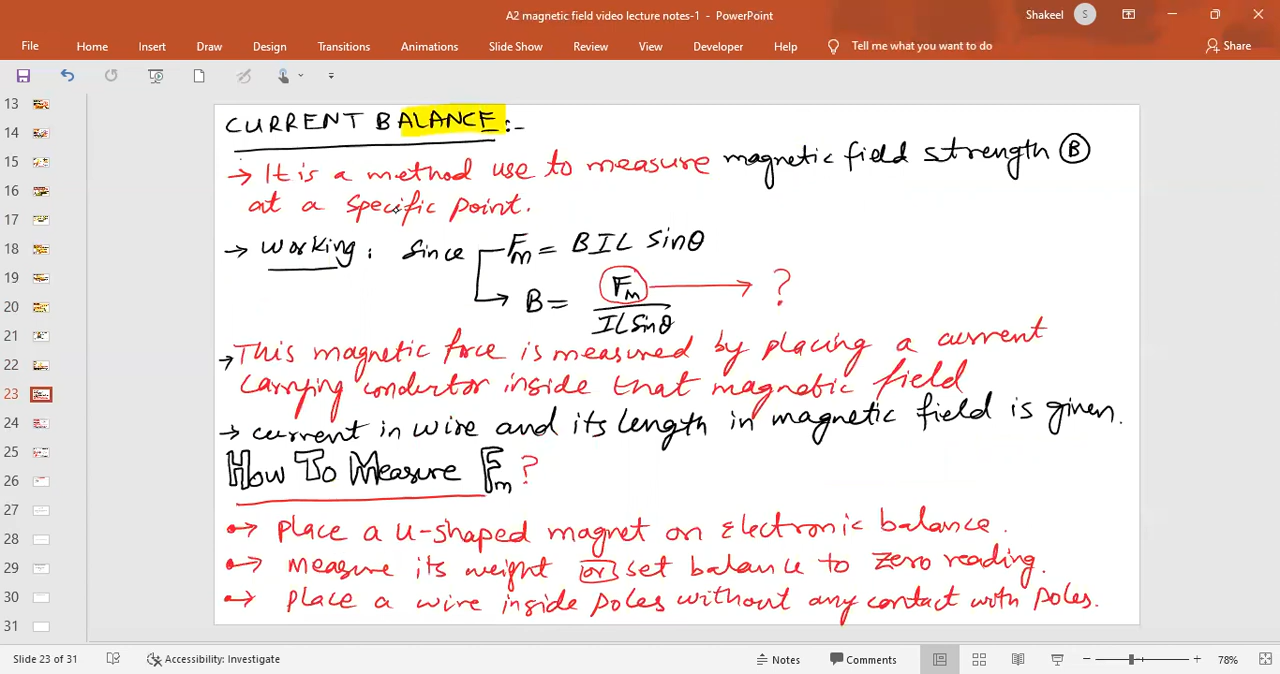 A2 magnetic field video lecture notes-1 - PowerPoint
Shakeel S
File Home Insert Draw Design Transitions Animations Slide Show Review View Developer Help Tell me what you want to do Share
13
14
15
16
17
18
19
20
21
22
23
24
25
26
27
28
29
30
31
CURRENT BALANCE :-
→ It is a method use to measure magnetic field strength (B)
at a specific point.
→ Working : Since Fm = BIL sinθ
→ B = Fm / ILSinθ → ?
→ This magnetic force is measured by placing a current
carrying conductor inside that magnetic field
→ current in wire and its length in magnetic field is given.
How To Measure Fm ?
→ Place a U-shaped magnet on Electronic balance.
→ measure its weight or set balance to zero reading.
→ Place a wire inside poles without any contact with poles.
Slide 23 of 31 Accessibility: Investigate Notes Comments 78%